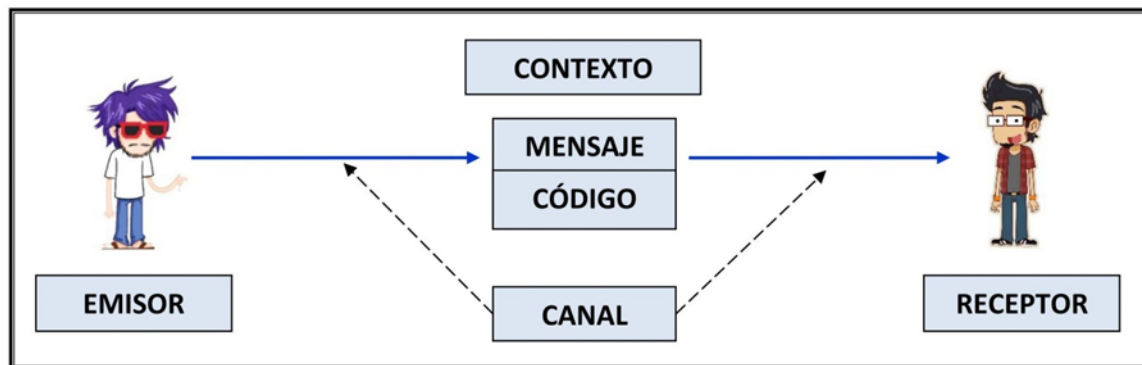 CONTEXTO
MENSAJE
CÓDIGO
EMISOR
CANAL
RECEPTOR